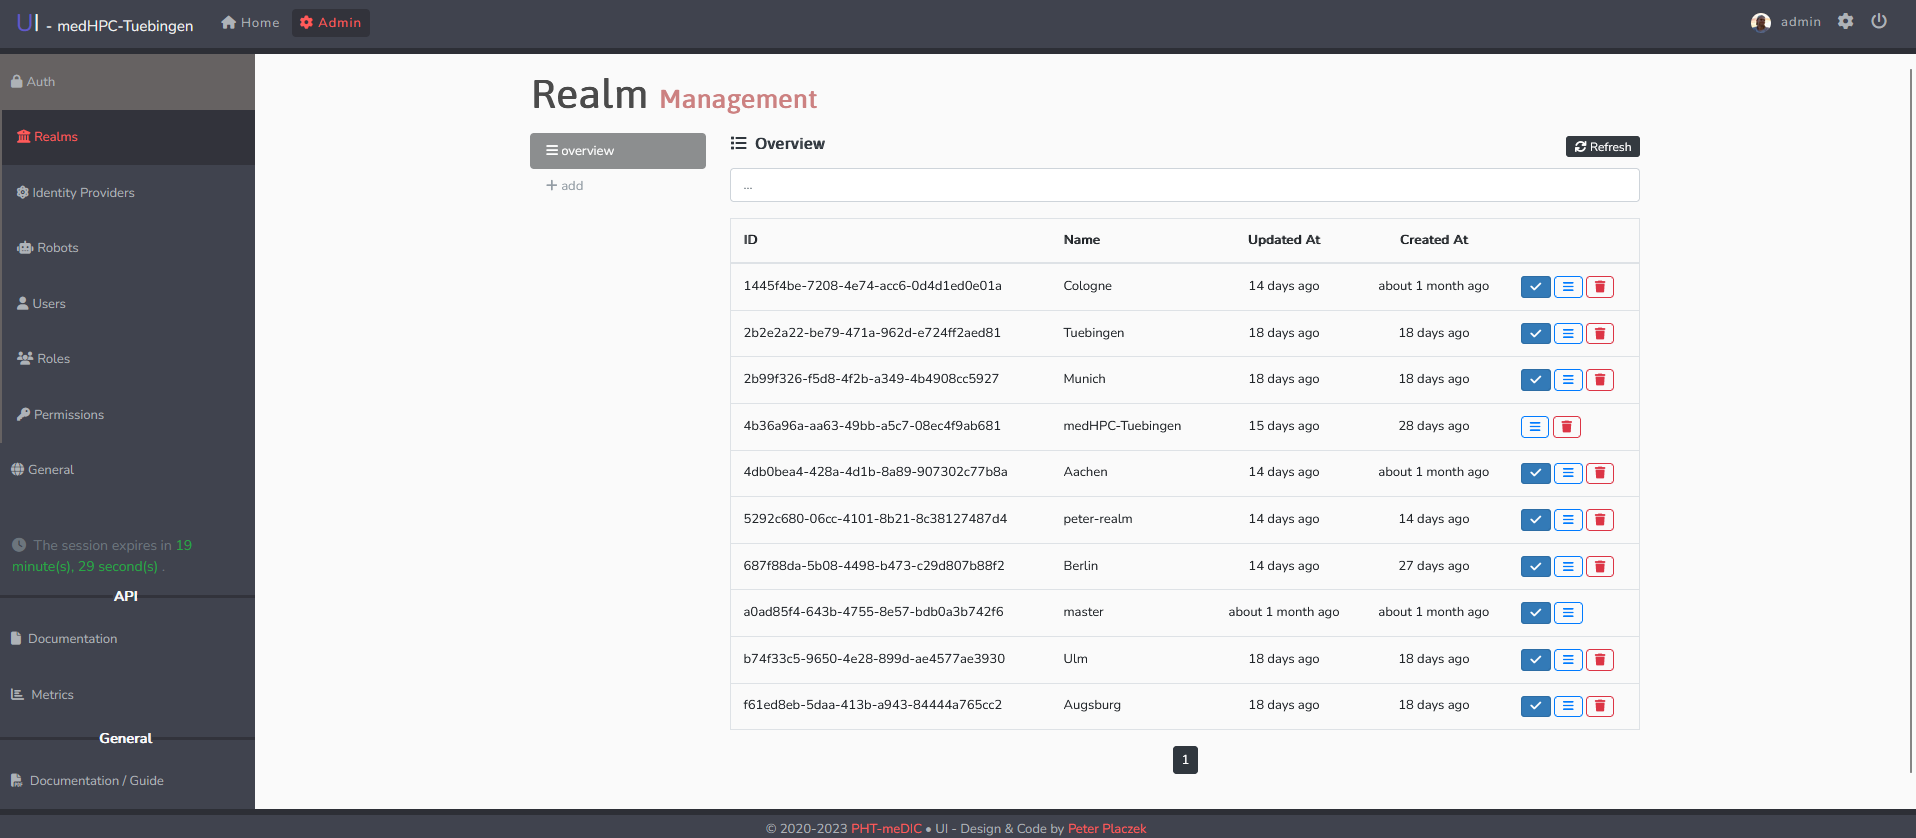 UI - medHPC-Tuebingen Home Admin admin
Auth
Realms
Identity Providers
Robots
Users
Roles
Permissions
General
The session expires in 19
minute(s), 29 second(s) .
API
Documentation
Metrics
General
Documentation / Guide
Realm Management
overview
add
Overview
Refresh
...
ID Name Updated At Created At
1445f4be-7208-4e74-acc6-0d4d1ed0e01a Cologne 14 days ago about 1 month ago
2b2e2a22-be79-471a-962d-e724ff2aed81 Tuebingen 18 days ago 18 days ago
2b99f326-f5d8-4f2b-a349-4b4908cc5927 Munich 18 days ago 18 days ago
4b36a96a-aa63-49bb-a5c7-08ec4f9ab681 medHPC-Tuebingen 15 days ago 28 days ago
4db0bea4-428a-4d1b-8a89-907302c77b8a Aachen 14 days ago about 1 month ago
5292c680-06cc-4101-8b21-8c38127487d4 peter-realm 14 days ago 14 days ago
687f88da-5b08-4498-b473-c29d807b88f2 Berlin 14 days ago 27 days ago
a0ad85f4-643b-4755-8e57-bdb0a3b742f6 master about 1 month ago about 1 month ago
b74f33c5-9650-4e28-899d-ae4577ae3930 Ulm 18 days ago 18 days ago
f61ed8eb-5daa-413b-a943-84444a765cc2 Augsburg 18 days ago 18 days ago
1
© 2020-2023 PHT-meDIC • UI - Design & Code by Peter Placzek